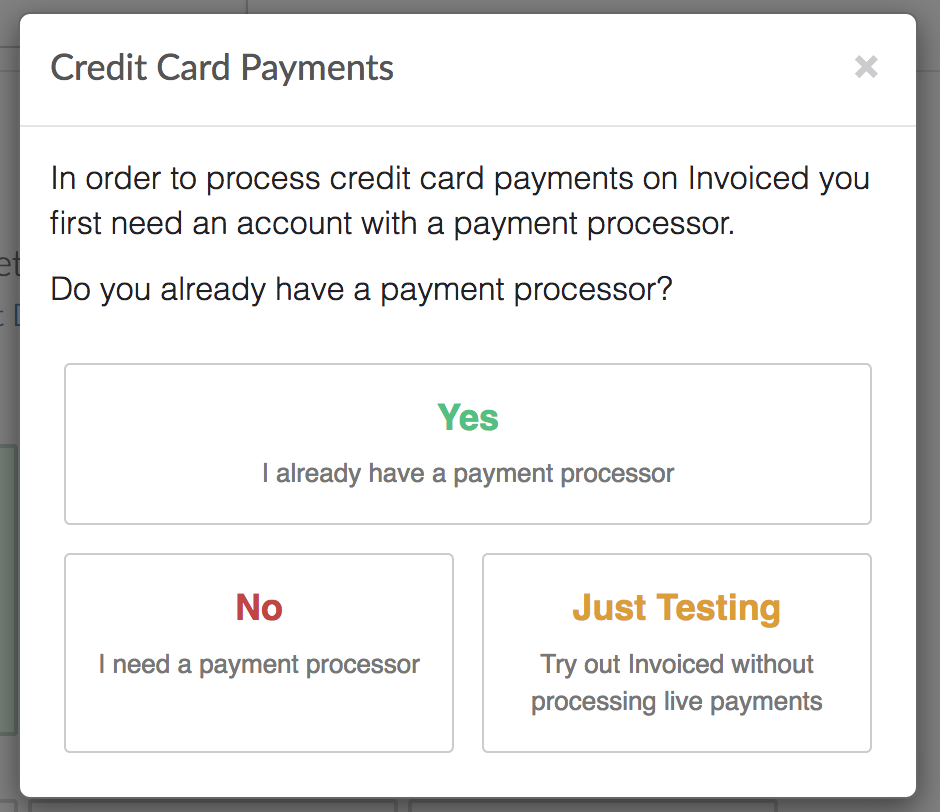 Credit Card Payments
In order to process credit card payments on Invoiced you
first need an account with a payment processor.
Do you already have a payment processor?
Yes
I already have a payment processor
No
I need a payment processor
Just Testing
Try out Invoiced without
processing live payments